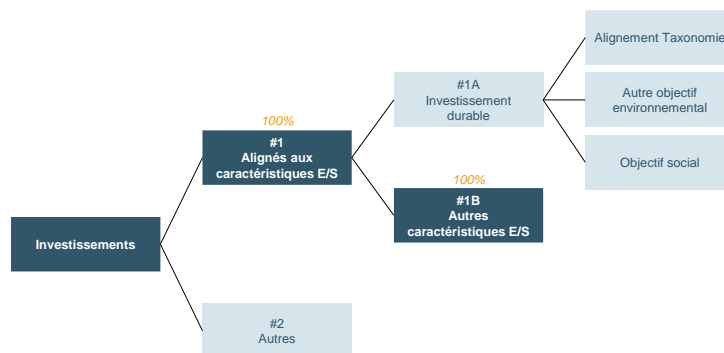 Investissements
100%
#1
Alignés aux
caractéristiques E/S
#2
Autres
#1A
Investissement
durable
100%
#1B
Autres
caractéristiques E/S
Alignement Taxonomie
Autre objectif
environnemental
Objectif social